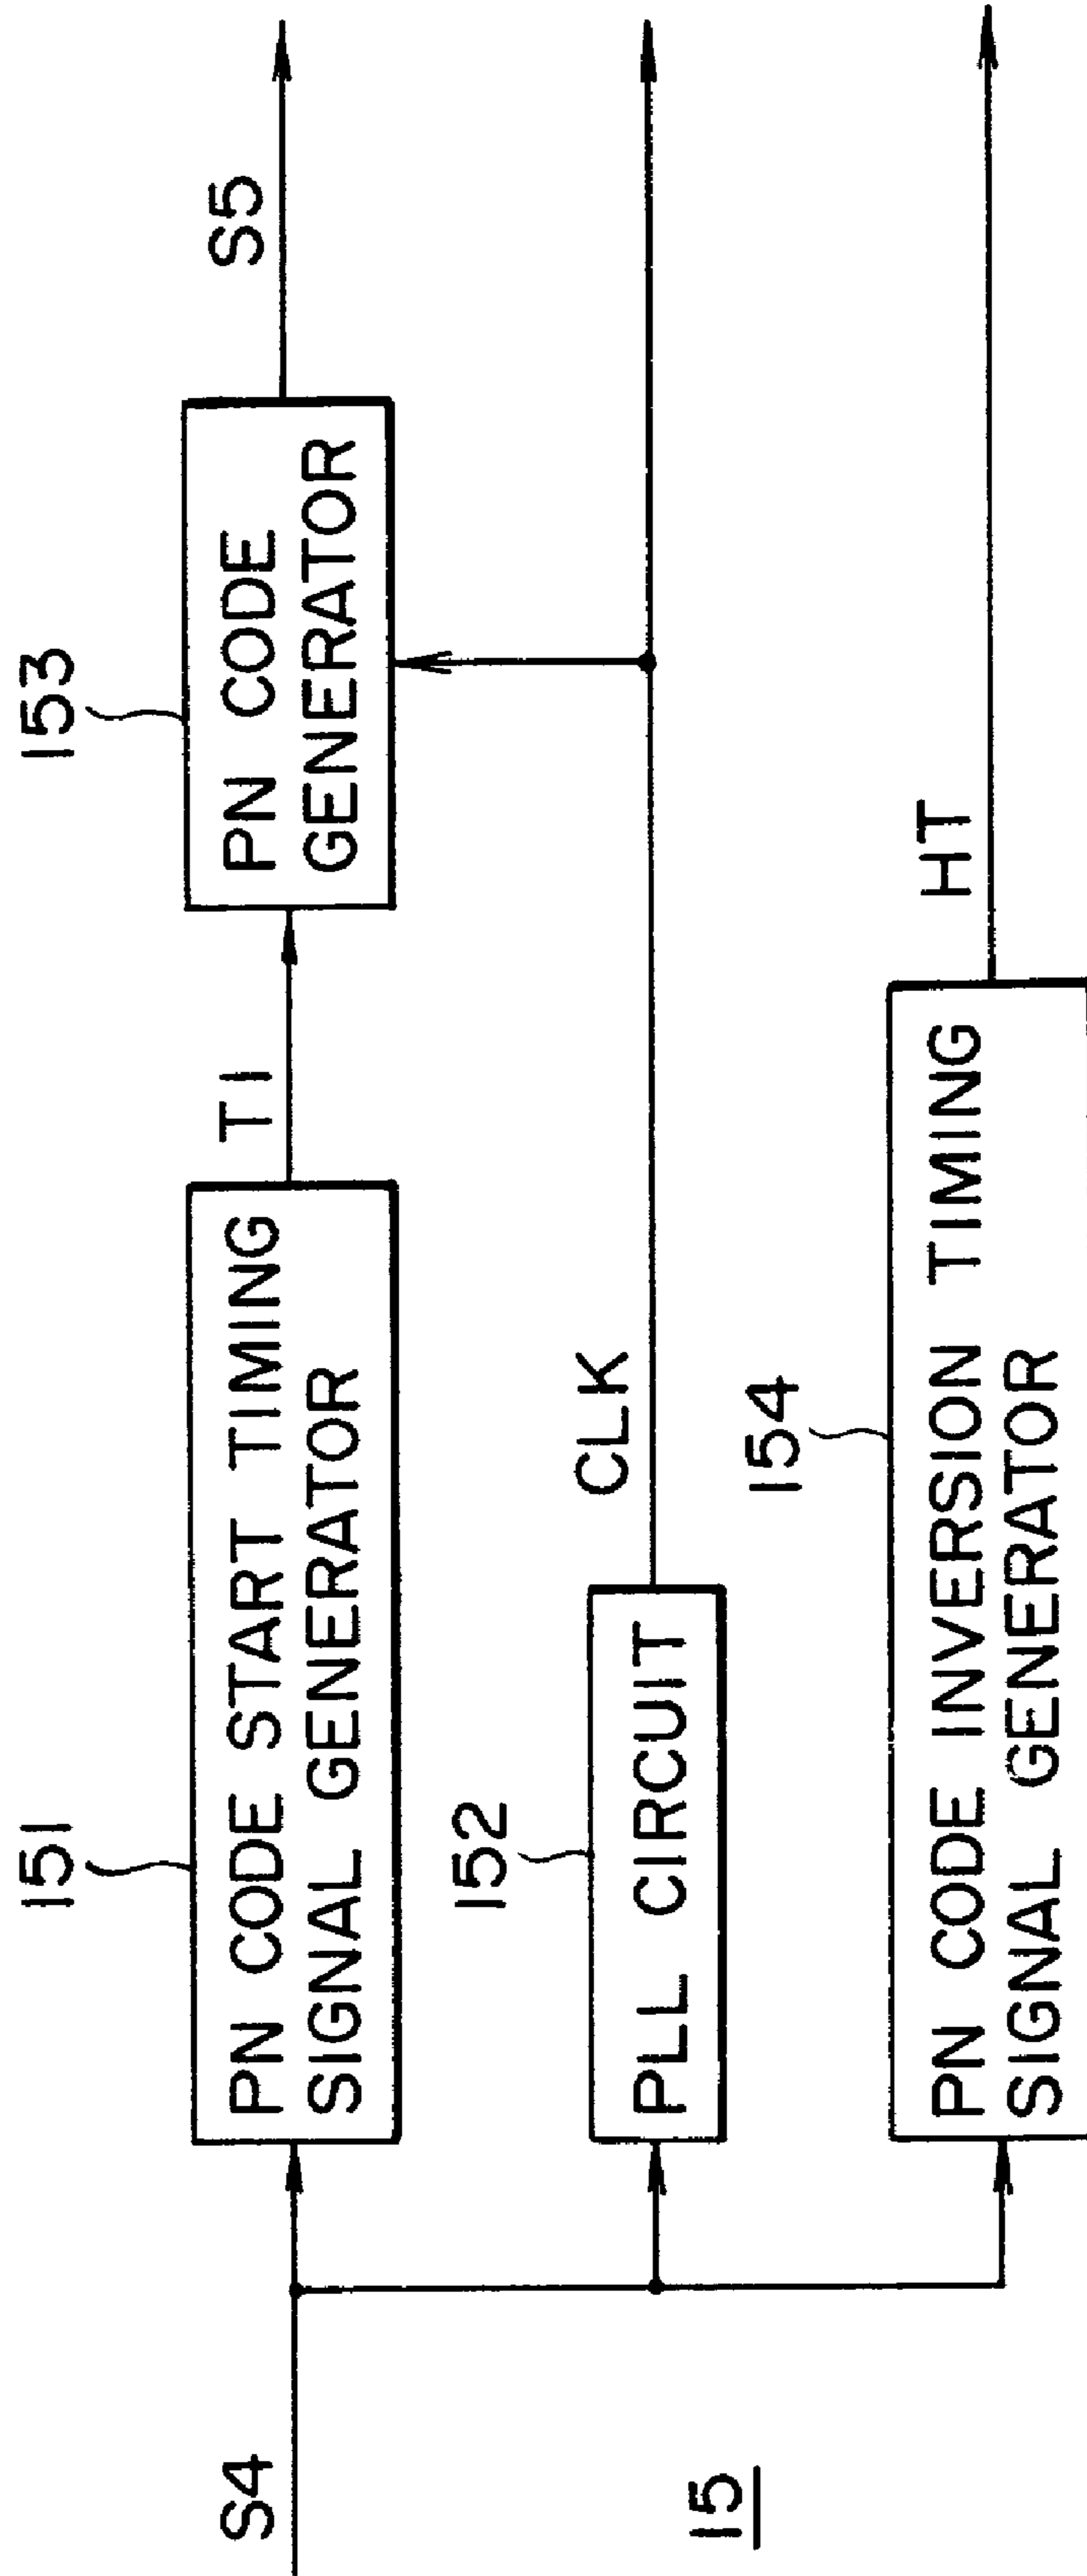 S4
151
PN CODE START TIMING
SIGNAL GENERATOR
T1
153
PN CODE
GENERATOR
S5
152
PLL CIRCUIT
CLK
154
PN CODE INVERSION TIMING
SIGNAL GENERATOR
HT
15